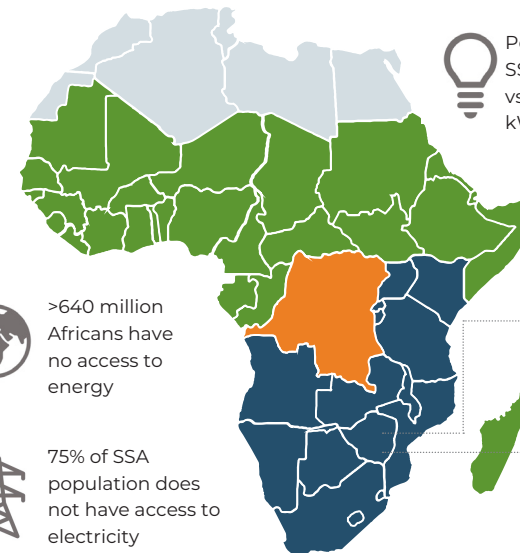 >640 million
Africans have
no access to
energy
75% of SSA
population does
not have access to
electricity